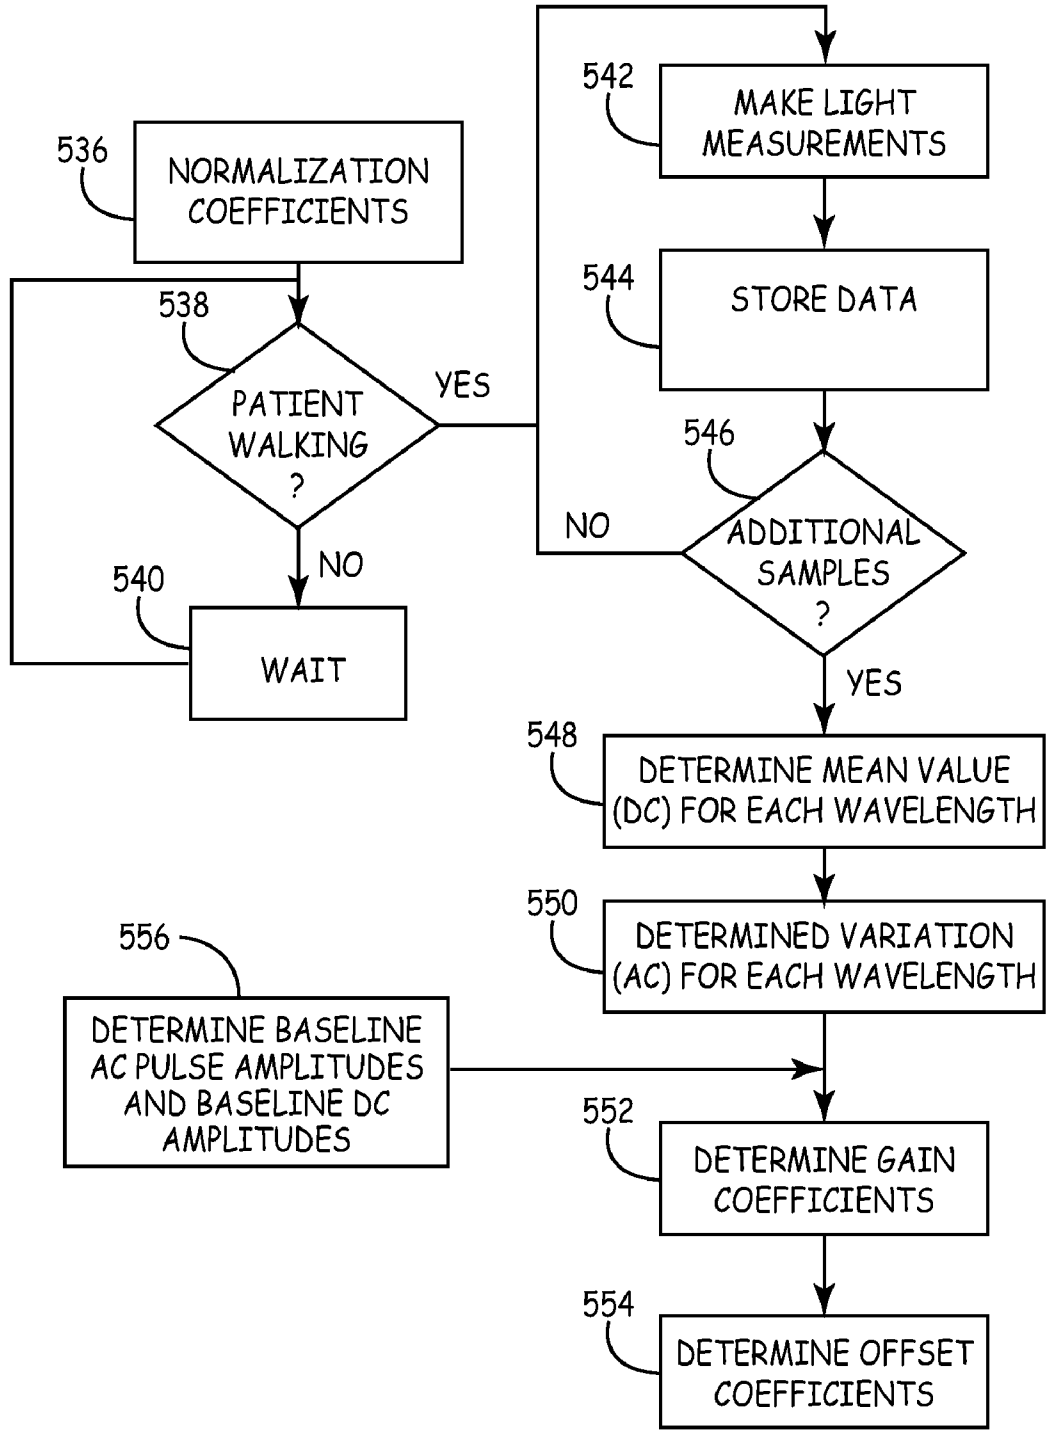 536
NORMALIZATION
COEFFICIENTS
538
PATIENT
WALKING
?
YES
NO
540
WAIT
542
MAKE LIGHT
MEASUREMENTS
544
STORE DATA
546
ADDITIONAL
SAMPLES
?
NO
YES
548
DETERMINE MEAN VALUE
(DC) FOR EACH WAVELENGTH
550
DETERMINED VARIATION
(AC) FOR EACH WAVELENGTH
556
DETERMINE BASELINE
AC PULSE AMPLITUDES
AND BASELINE DC
AMPLITUDES
552
DETERMINE GAIN
COEFFICIENTS
554
DETERMINE OFFSET
COEFFICIENTS